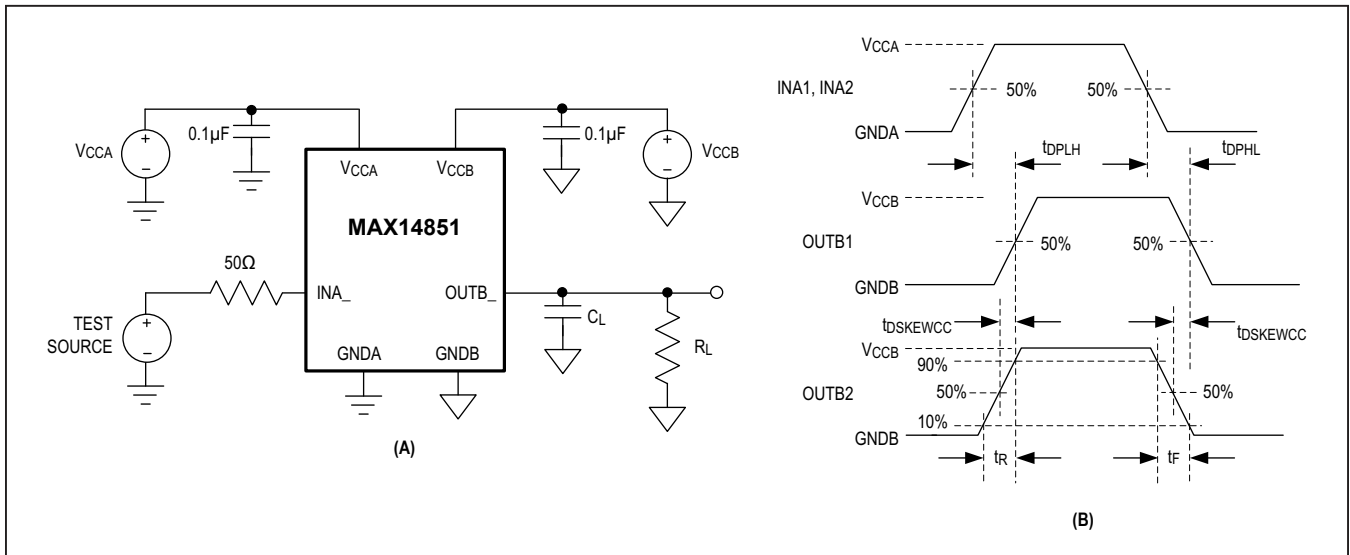 VCCA
0.1µF
0.1µF
VCCB
VCCA
VCCB
MAX14851
50Ω
INA_
OUTB_
TEST
SOURCE
CL
RL
GNDA
GNDB
(A)
VCCA
INA1, INA2
50%
50%
GNDA
tDPLH
tDPHL
VCCB
OUTB1
50%
50%
GNDB
tDSKEWCC
tDSKEWCC
VCCB
90%
50%
50%
OUTB2
10%
GNDB
tR
tF
(B)